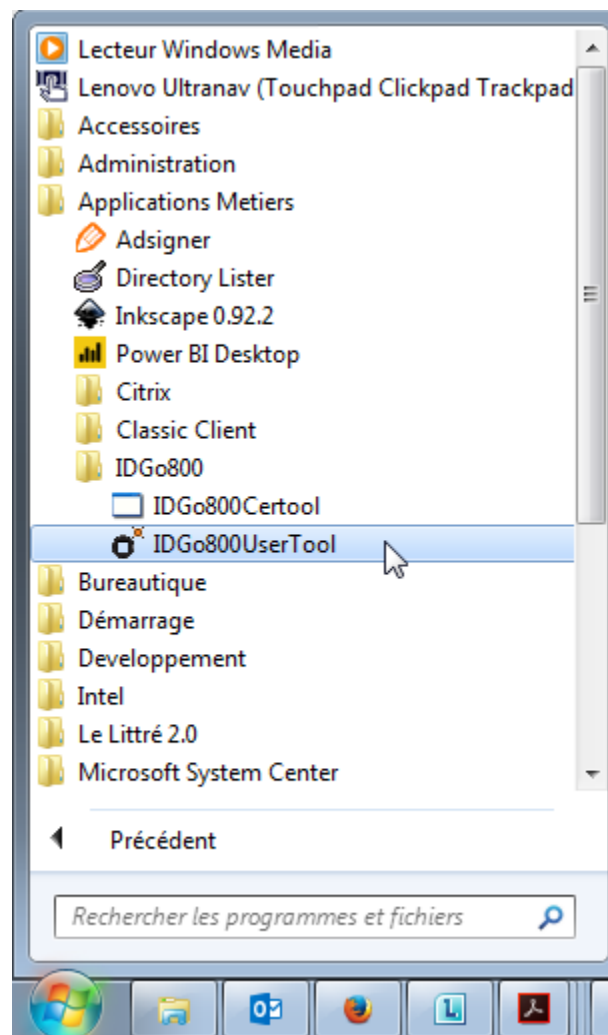 Lecteur Windows Media
Lenovo Ultranav (Touchpad Clickpad Trackpad
Accessoires
Administration
Applications Metiers
Adsigner
Directory Lister
Inkscape 0.92.2
Power BI Desktop
Citrix
Classic Client
IDGo800
IDGo800Certool
IDGo800UserTool
Bureautique
Démarrage
Developpement
Intel
Le Littré 2.0
Microsoft System Center
Précédent
Rechercher les programmes et fichiers